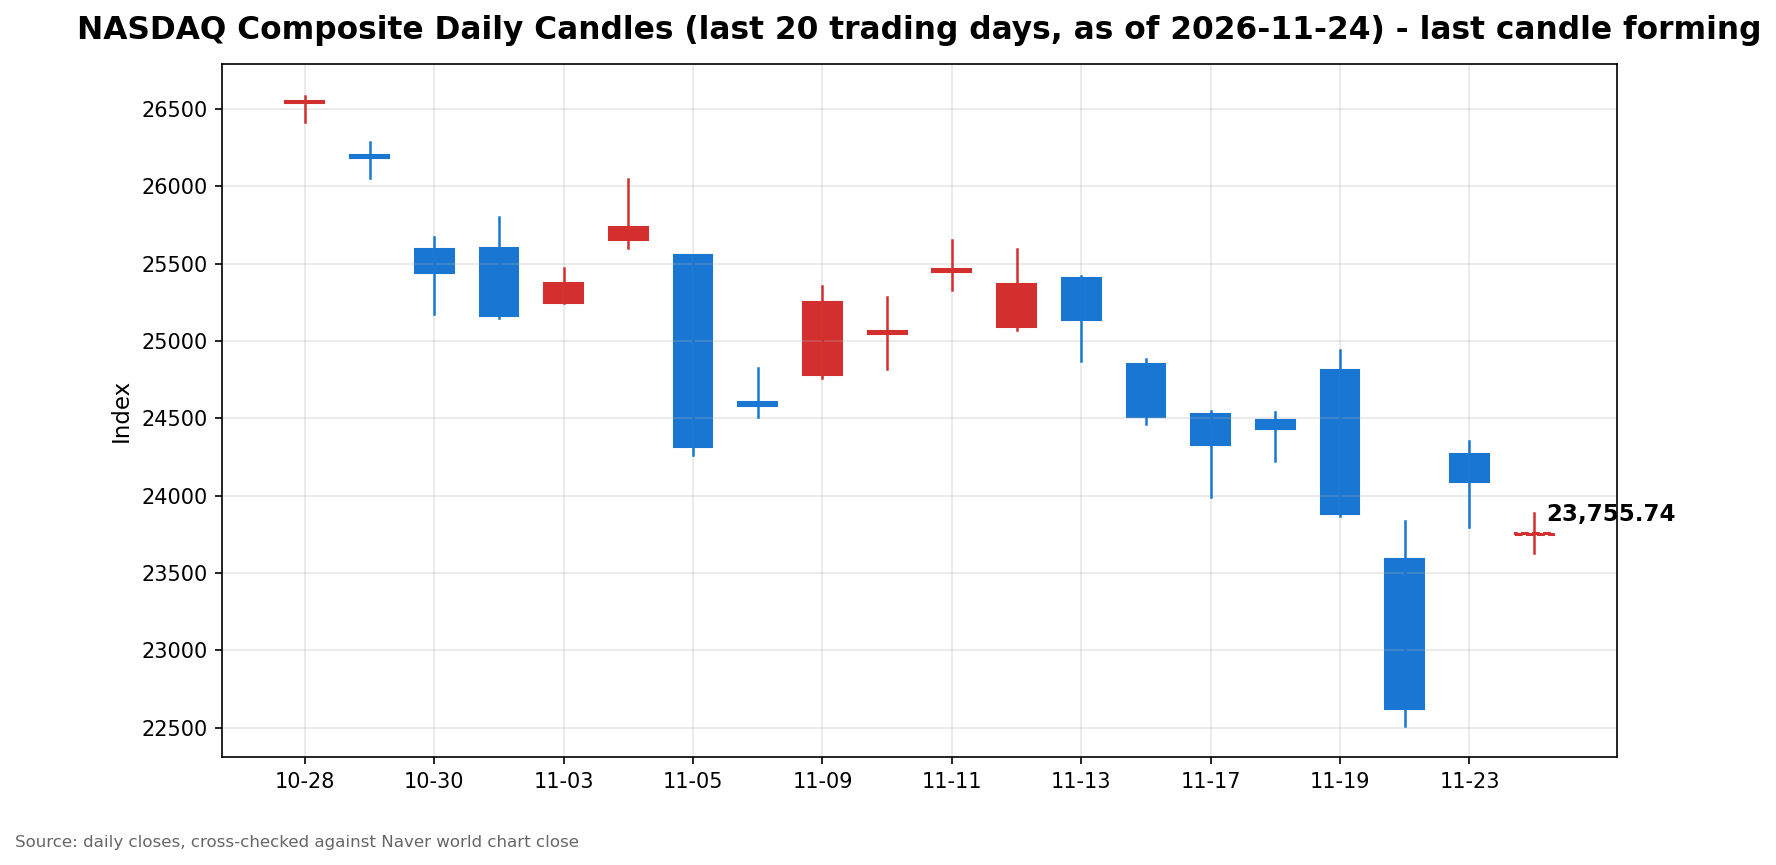 NASDAQ Composite Daily Candles (last 20 trading days, as of 2026-11-24) - last candle forming
Index
26500
26000
25500
25000
24500
24000
23500
23000
22500
23,755.74
10-28 10-30 11-03 11-05 11-09 11-11 11-13 11-17 11-19 11-23
Source: daily closes, cross-checked against Naver world chart close